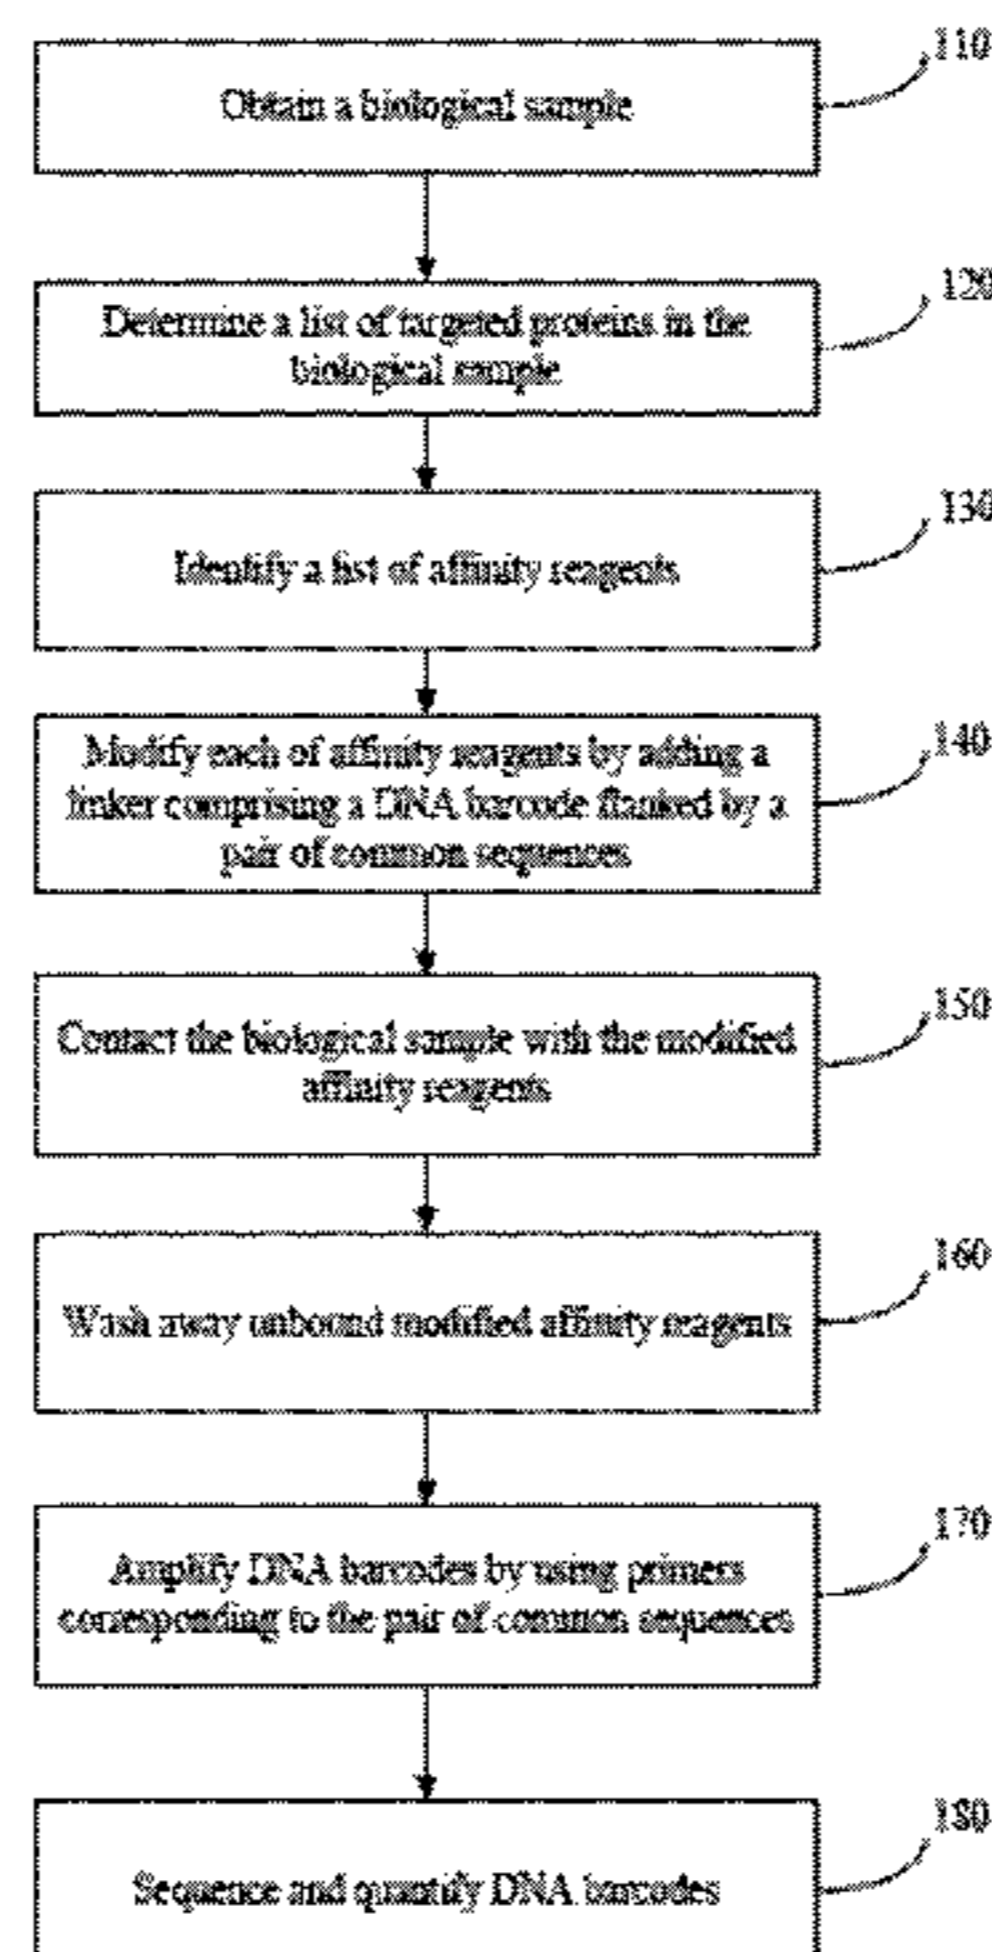 110
Obtain a biological sample
120
Determine a list of targeted proteins in the
biological sample
130
Identify a list of affinity reagents
140
Modify each of affinity reagents by adding a
linker comprising a DNA barcode flanked by a
pair of common sequences
150
Contact the biological sample with the modified
affinity reagents
160
Wash away unbound modified affinity reagents
170
Amplify DNA barcodes by using primers
corresponding to the pair of common sequences
180
Sequence and quantify DNA barcodes